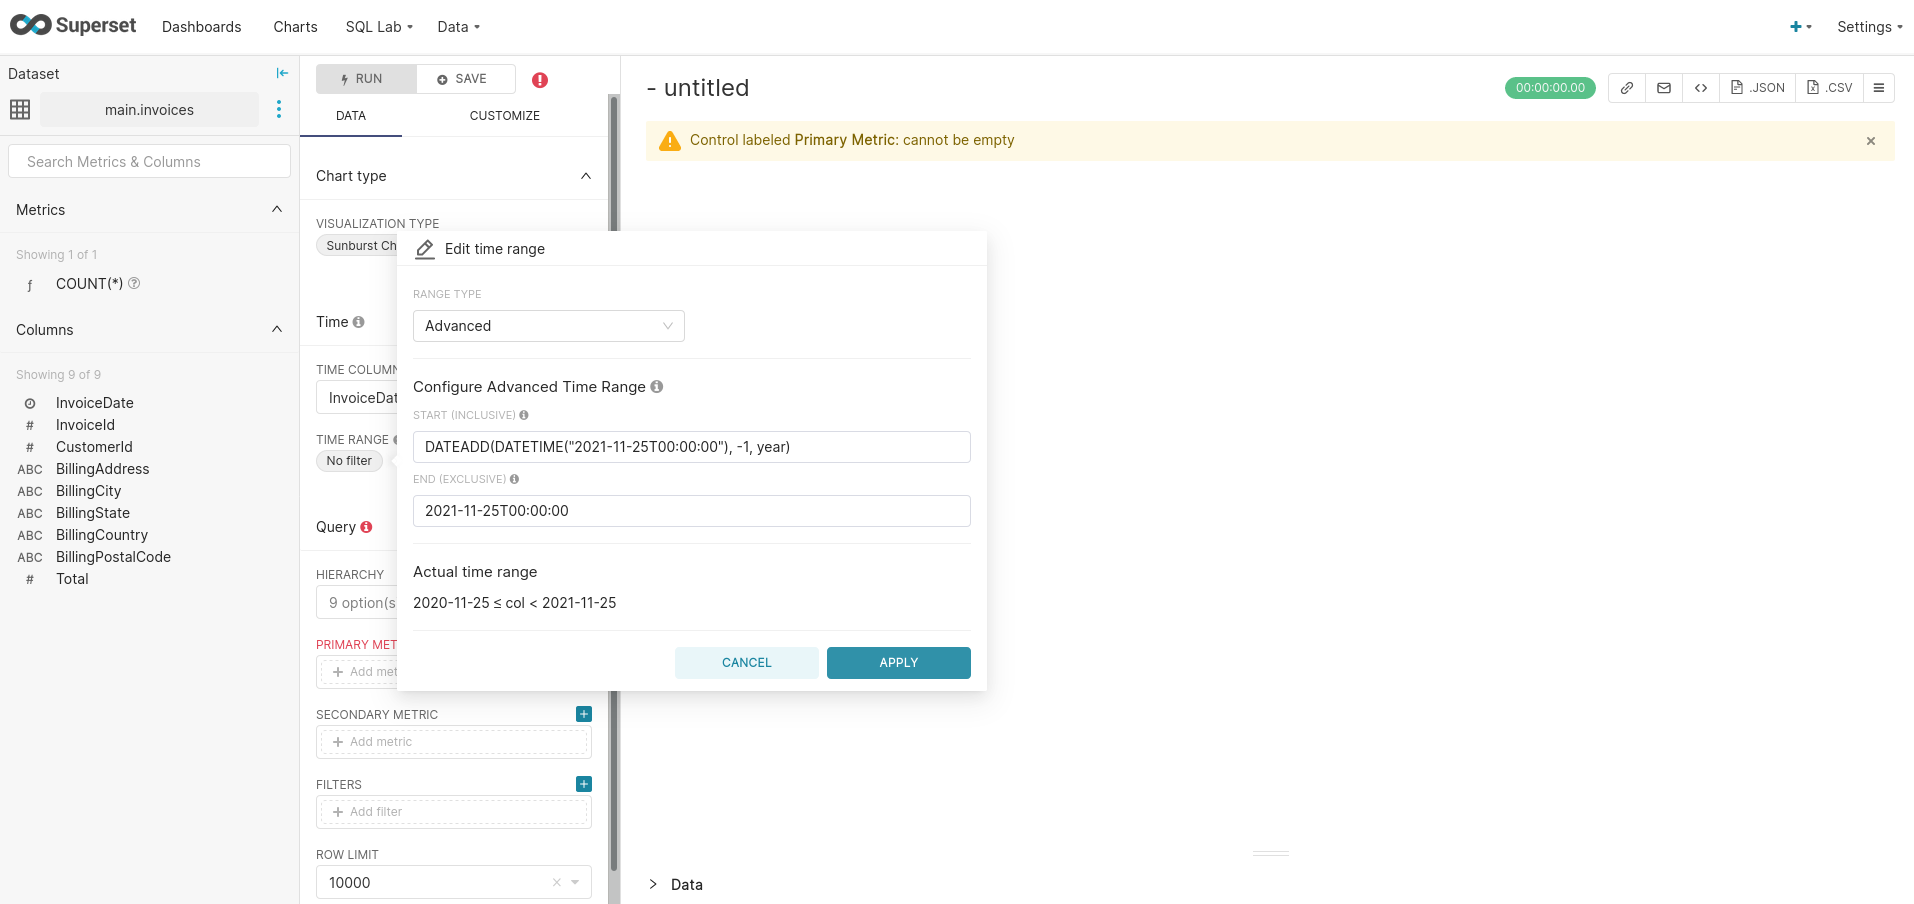 Superset
Dashboards
Charts
SQL Lab
Data
Settings
Dataset
main.invoices
Search Metrics & Columns
Metrics
Showing 1 of 1
ƒ COUNT(*)
Columns
Showing 9 of 9
InvoiceDate
# InvoiceId
# CustomerId
ABC BillingAddress
ABC BillingCity
ABC BillingState
ABC BillingCountry
ABC BillingPostalCode
# Total
RUN
SAVE
DATA
CUSTOMIZE
Chart type
VISUALIZATION TYPE
Sunburst Ch
Time
TIME COLUMN
InvoiceDat
TIME RANGE
No filter
Query
HIERARCHY
9 option(s
PRIMARY MET
+ Add met
SECONDARY METRIC
+ Add metric
FILTERS
+ Add filter
ROW LIMIT
10000
Edit time range
RANGE TYPE
Advanced
Configure Advanced Time Range
START (INCLUSIVE)
DATEADD(DATETIME("2021-11-25T00:00:00"), -1, year)
END (EXCLUSIVE)
2021-11-25T00:00:00
Actual time range
2020-11-25 ≤ col < 2021-11-25
CANCEL
APPLY
- untitled
00:00:00.00
.JSON
.CSV
Control labeled Primary Metric: cannot be empty
Data